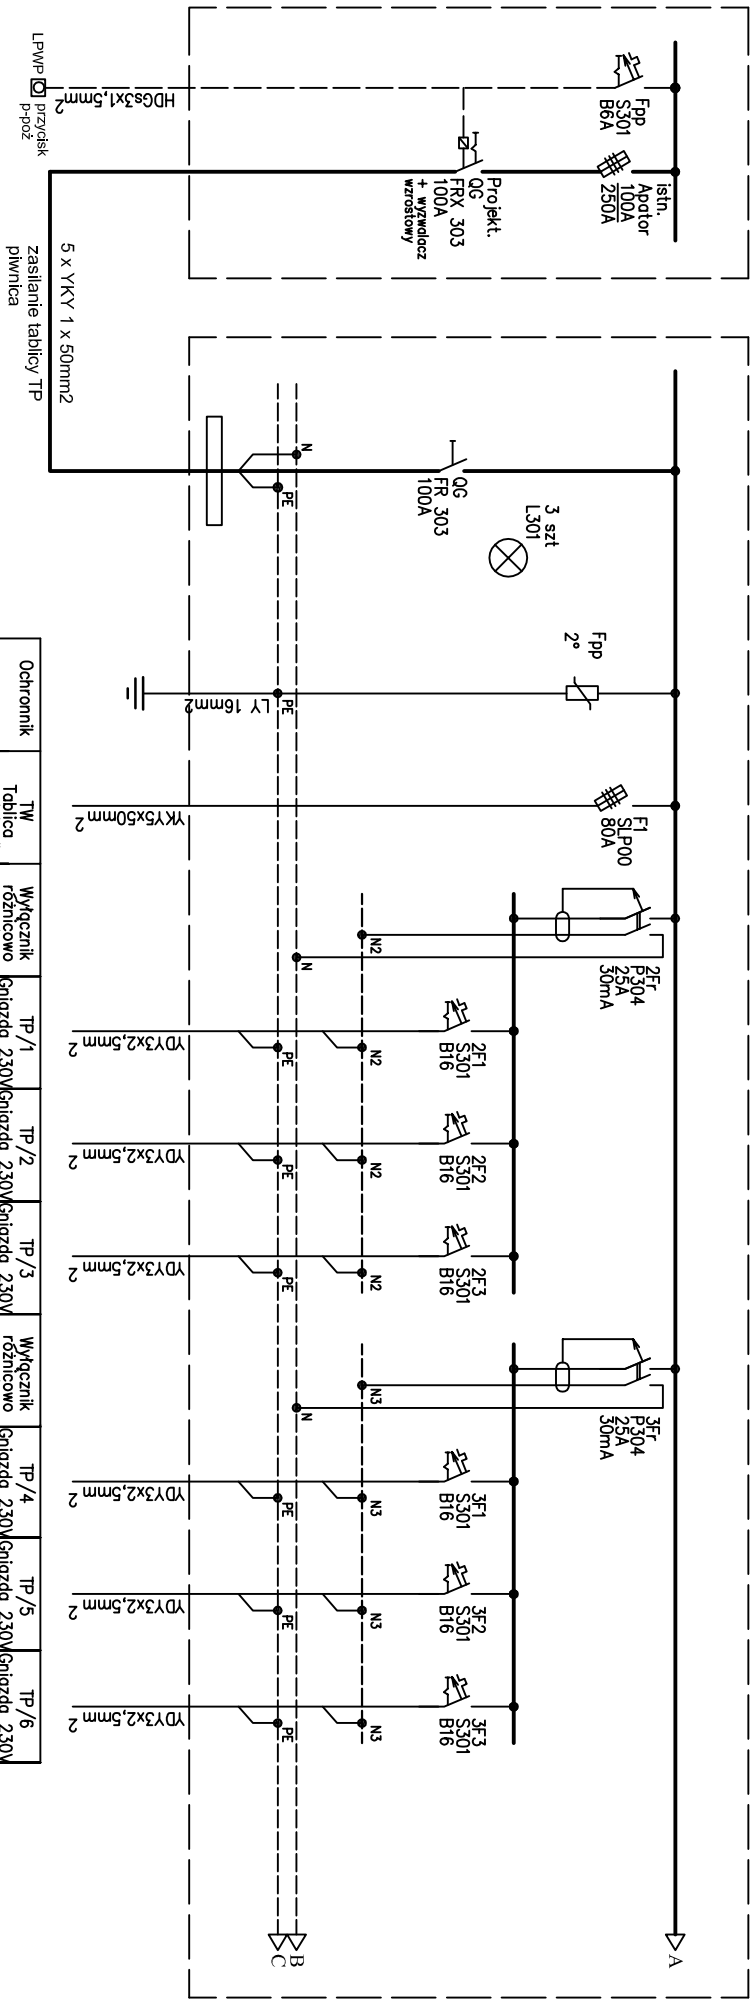 Fpp
S301
B6A
istn.
Apator
100A
250A
Projekt.
QG
FRX 303
100A
+ wyzwalacz
wzrostowy
HDGs3x1,5mm2
LPWP
przycisk
p-poż
5 x YKY 1 x 50mm2
zasilanie tablicy TP
piwnica
N
PE
QG
FR 303
100A
3 szt
L301
Fpp
2°
PE
LY 16mm2
F1
SLP00
80A
YKY5x50mm2
2Fr
P304
25A
30mA
N2
N
2F1
S301
B16
N2
PE
YDY3x2,5mm2
2F2
S301
B16
N2
PE
YDY3x2,5mm2
2F3
S301
B16
N2
PE
YDY3x2,5mm2
3Fr
P304
25A
30mA
N3
N
3F1
S301
B16
N3
PE
YDY3x2,5mm2
3F2
S301
B16
N3
PE
YDY3x2,5mm2
3F3
S301
B16
N3
PE
YDY3x2,5mm2
A
B
C
Ochronnik
TW
Tablica
Wyłącznik
różnicowo
TP/1
Gniazda 230V
TP/2
Gniazda 230V
TP/3
Gniazda 230V
Wyłącznik
różnicowo
TP/4
Gniazda 230V
TP/5
Gniazda 230V
TP/6
Gniazda 230V